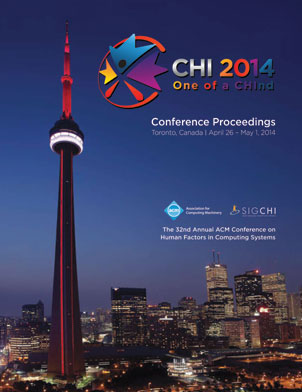 CHI 2014
One of a CHInd
Conference Proceedings
Toronto, Canada | April 26 – May 1, 2014
acm
Association for
Computing Machinery
SIGCHI
The 32nd Annual ACM Conference on
Human Factors in Computing Systems